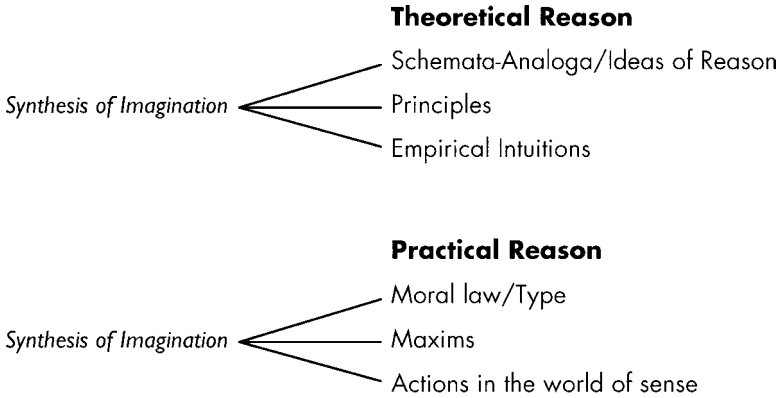 Theoretical Reason
Schemata-Analoga/Ideas of Reason
Synthesis of Imagination
Principles
Empirical Intuitions
Practical Reason
Moral law/Type
Synthesis of Imagination
Maxims
Actions in the world of sense